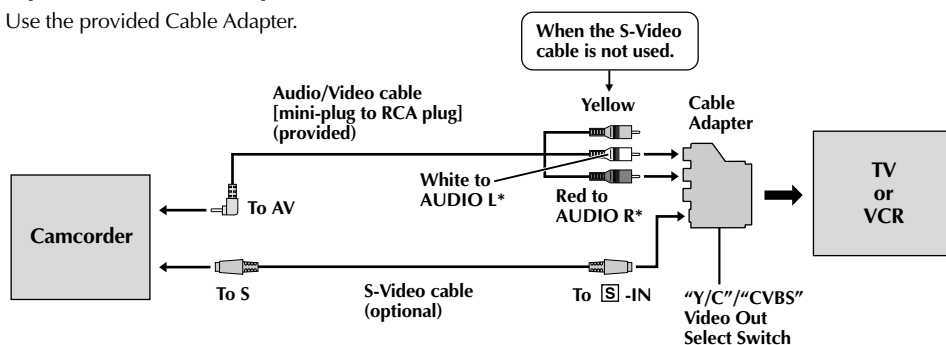 Use the provided Cable Adapter.
When the S-Video
cable is not used.
Audio/Video cable
[mini-plug to RCA plug]
(provided)
Yellow
Cable
Adapter
TV
or
VCR
White to
AUDIO L*
Red to
AUDIO R*
To AV
Camcorder
To S
S-Video cable
(optional)
To S -IN
“Y/C”/“CVBS”
Video Out
Select Switch